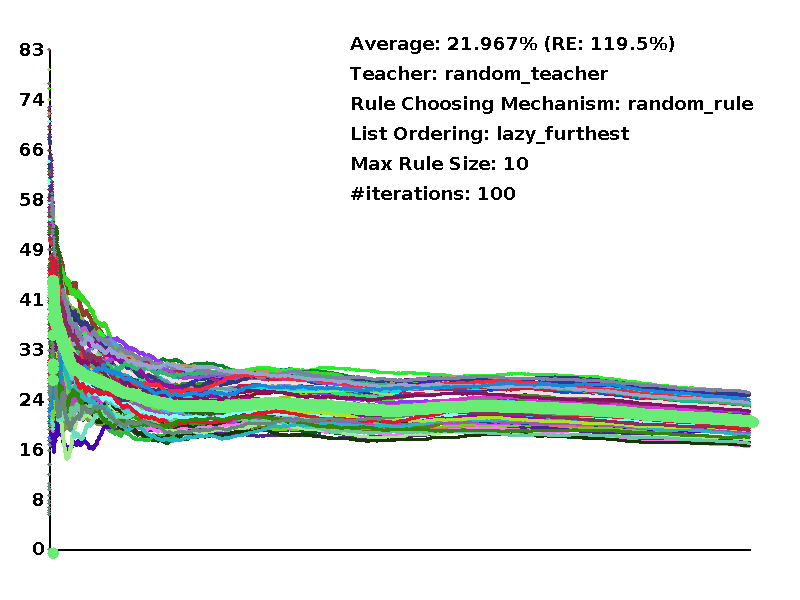 Average: 21.967% (RE: 119.5%)
Teacher: random_teacher
Rule Choosing Mechanism: random_rule
List Ordering: lazy_furthest
Max Rule Size: 10
#iterations: 100
83
74
66
58
49
41
33
24
16
8
0